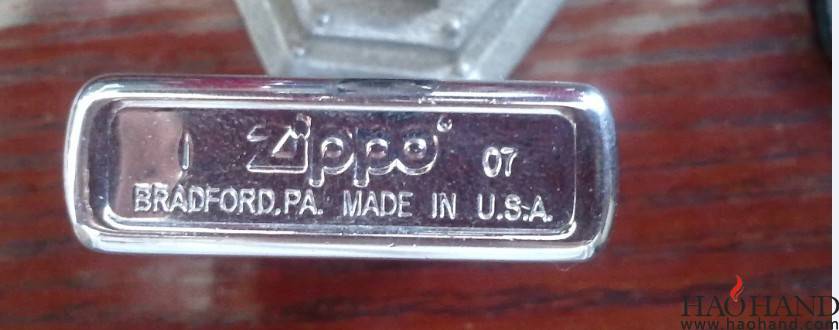 I Zippo® 07
BRADFORD.PA. MADE IN U.S.A.
HAOHAND
www.haohand.com